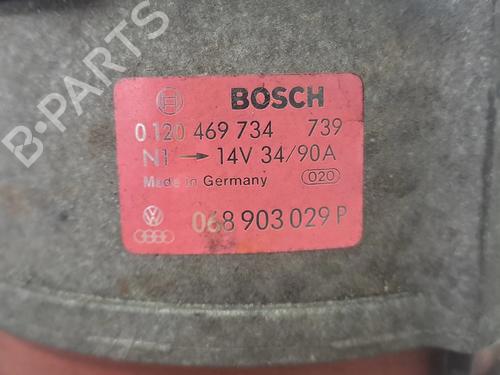 B-PARTS
BOSCH
0 120 469 734 739
N1 → 14V 34/90A
Made in Germany 020
068 903 029 P